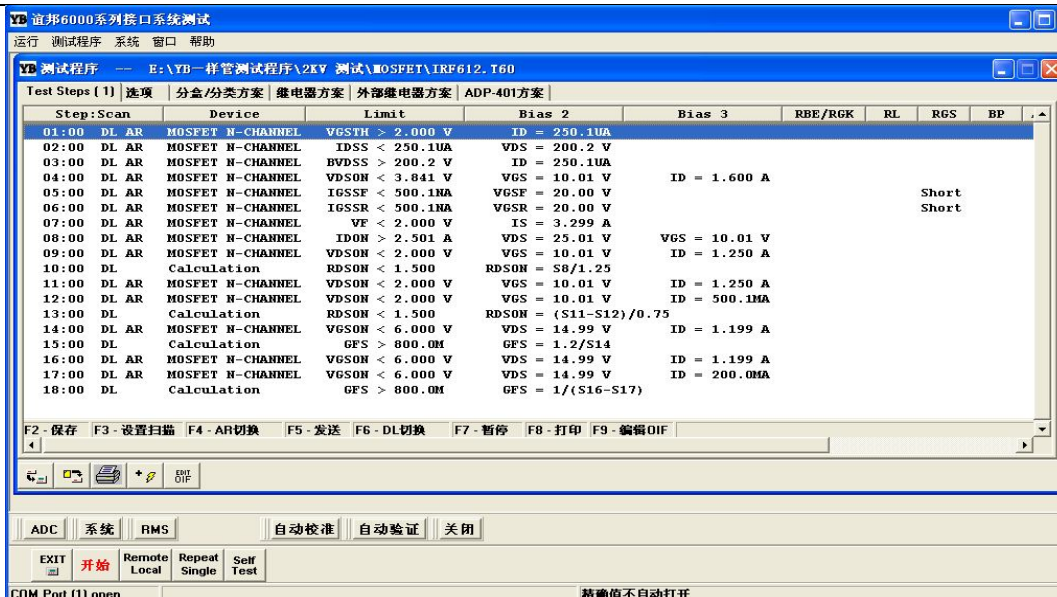 YB 谊邦6000系列接口系统测试
运行 测试程序 系统 窗口 帮助
YB 测试程序 -- E:\YB一样管测试程序\2KV 测试\MOSFET\IRF612.T60
Test Steps (1) 选项 分盒/分类方案 继电器方案 外部继电器方案 ADP-401方案
Step:Scan Device Limit Bias 2 Bias 3 RBE/RGK RL RGS BP
01:00 DL AR MOSFET N-CHANNEL VGSTH > 2.000 V ID = 250.1UA
02:00 DL AR MOSFET N-CHANNEL IDSS < 250.1UA VDS = 200.2 V
03:00 DL AR MOSFET N-CHANNEL BVDSS > 200.2 V ID = 250.1UA
04:00 DL AR MOSFET N-CHANNEL VDSON < 3.841 V VGS = 10.01 V ID = 1.600 A
05:00 DL AR MOSFET N-CHANNEL IGSSF < 500.1NA VGSF = 20.00 V Short
06:00 DL AR MOSFET N-CHANNEL IGSSR < 500.1NA VGSR = 20.00 V Short
07:00 DL AR MOSFET N-CHANNEL VF < 2.000 V IS = 3.299 A
08:00 DL AR MOSFET N-CHANNEL IDON > 2.501 A VDS = 25.01 V VGS = 10.01 V
09:00 DL AR MOSFET N-CHANNEL VDSON < 2.000 V VGS = 10.01 V ID = 1.250 A
10:00 DL Calculation RDSON < 1.500 RDSON = S8/1.25
11:00 DL AR MOSFET N-CHANNEL VDSON < 2.000 V VGS = 10.01 V ID = 1.250 A
12:00 DL AR MOSFET N-CHANNEL VDSON < 2.000 V VGS = 10.01 V ID = 500.1MA
13:00 DL Calculation RDSON < 1.500 RDSON = (S11-S12)/0.75
14:00 DL AR MOSFET N-CHANNEL VGSON < 6.000 V VDS = 14.99 V ID = 1.199 A
15:00 DL Calculation GFS > 800.0M GFS = 1.2/S14
16:00 DL AR MOSFET N-CHANNEL VGSON < 6.000 V VDS = 14.99 V ID = 1.199 A
17:00 DL AR MOSFET N-CHANNEL VGSON < 6.000 V VDS = 14.99 V ID = 200.0MA
18:00 DL Calculation GFS > 800.0M GFS = 1/(S16-S17)
F2 - 保存 F3 - 设置扫描 F4 - AR切换 F5 - 发送 F6 - DL切换 F7 - 暂停 F8 - 打印 F9 - 编辑OIF
EDIT OIF
ADC 系统 RMS 自动校准 自动验证 关闭
EXIT 开始 Remote Local Repeat Single Self Test
COM Port (1) open 精确值不自动打开